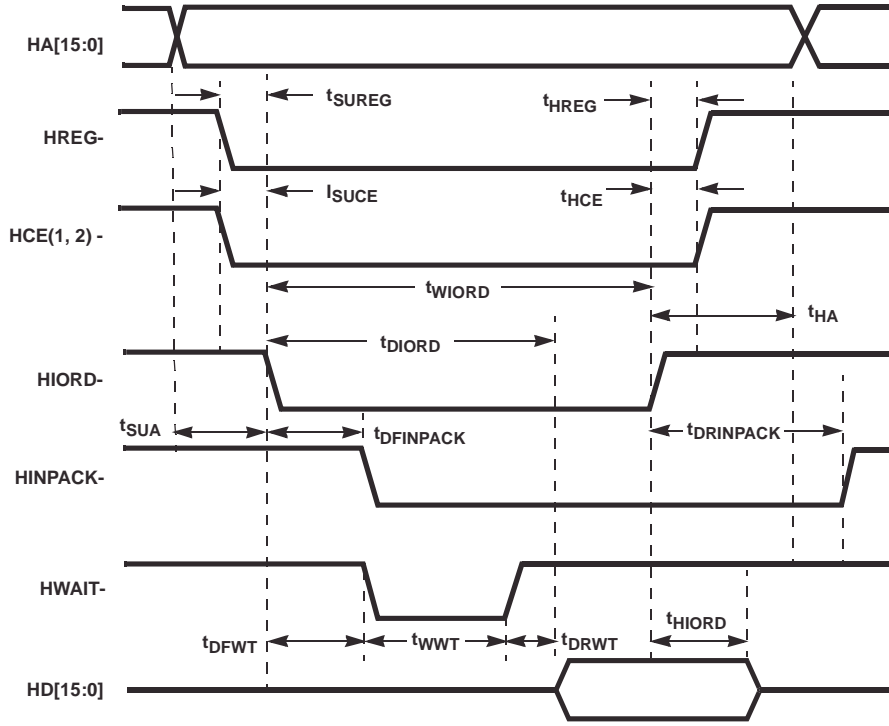 HA[15:0]
tSUREG
tHREG
HREG-
ISUCE
tHCE
HCE(1, 2) -
tWIORD
tHA
tDIORD
HIORD-
tSUA
tDFINPACK
tDRINPACK
HINPACK-
HWAIT-
tHIORD
tDFWT
tWWT
tDRWT
HD[15:0]